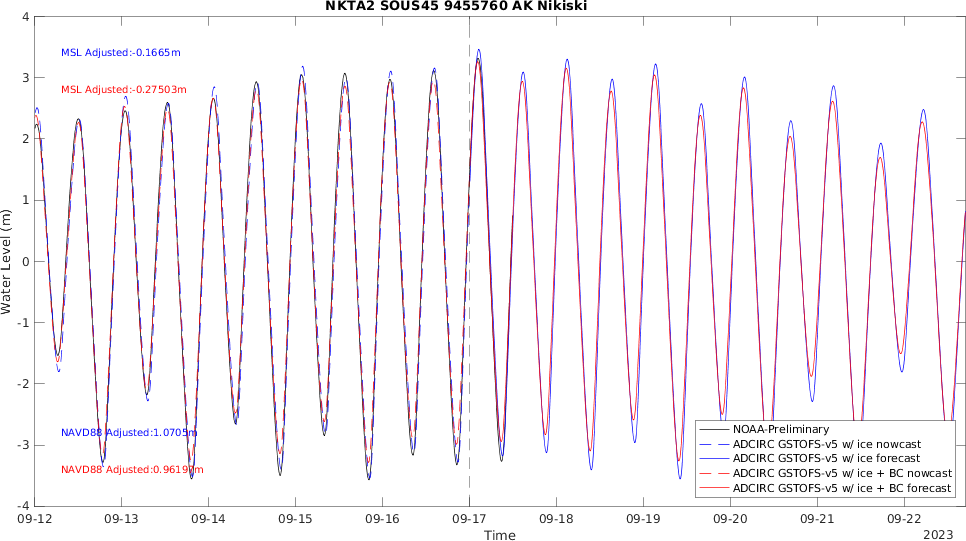 NKTA2 SOUS45 9455760 AK Nikiski
Water Level (m)
4
3
2
1
0
-1
-2
-3
-4
MSL Adjusted:-0.1665m
MSL Adjusted:-0.27503m
NAVD88 Adjusted:1.0705m
NAVD88 Adjusted:0.96197m
NOAA-Preliminary
ADCIRC GSTOFS-v5 w/ ice nowcast
ADCIRC GSTOFS-v5 w/ ice forecast
ADCIRC GSTOFS-v5 w/ ice + BC nowcast
ADCIRC GSTOFS-v5 w/ ice + BC forecast
09-12 09-13 09-14 09-15 09-16 09-17 09-18 09-19 09-20 09-21 09-22
Time
2023